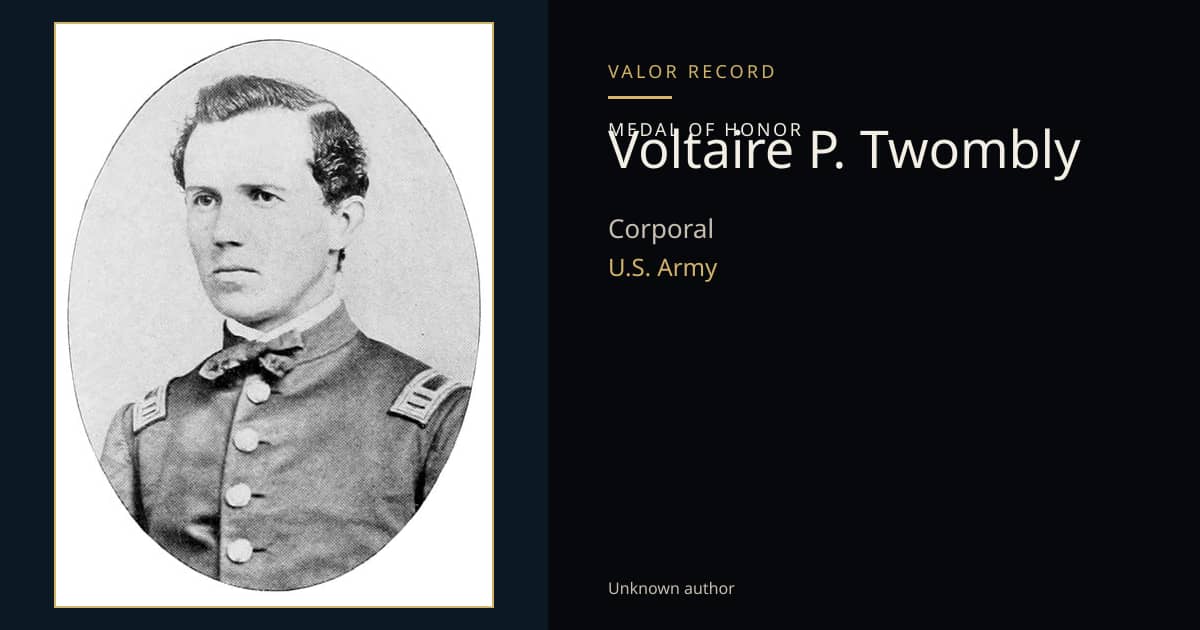 VALOR RECORD
MEDAL OF HONOR
Voltaire P. Twombly
Corporal
U.S. Army
Unknown author